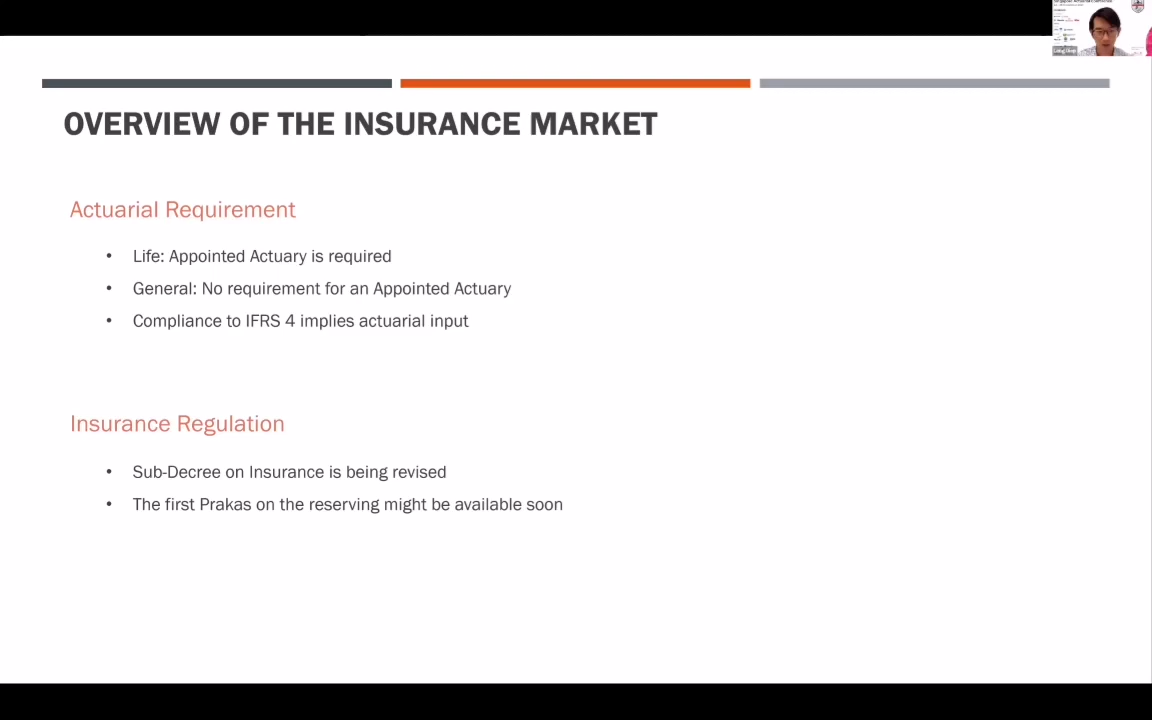 OVERVIEW OF THE INSURANCE MARKET
Actuarial Requirement
• Life: Appointed Actuary is required
• General: No requirement for an Appointed Actuary
• Compliance to IFRS 4 implies actuarial input
Insurance Regulation
• Sub-Decree on Insurance is being revised
• The first Prakas on the reserving might be available soon